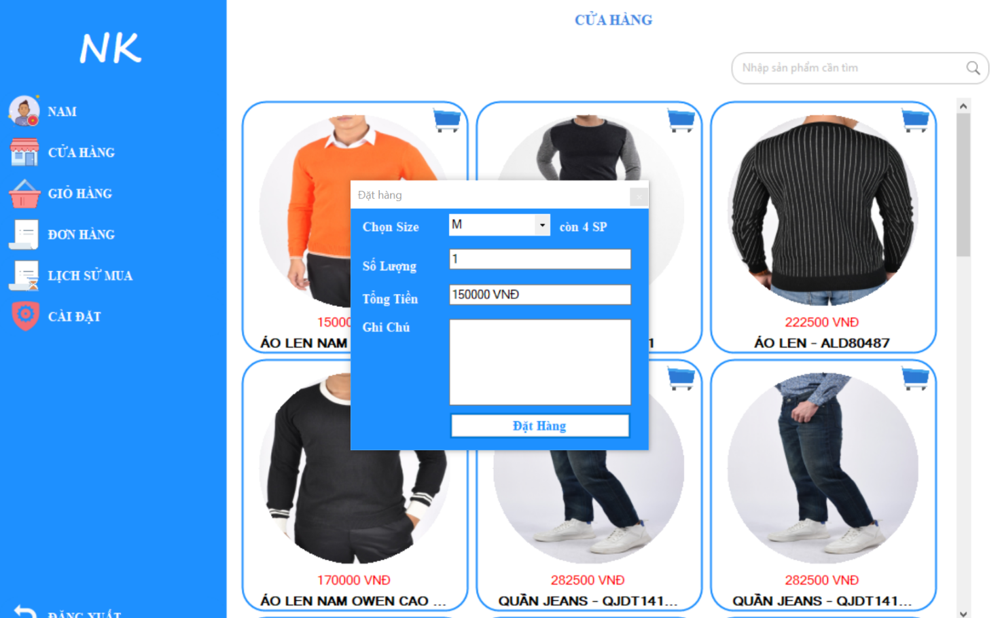 NK
NAM
CỬA HÀNG
GIỎ HÀNG
ĐƠN HÀNG
LỊCH SỬ MUA
CÀI ĐẶT
ĐĂNG XUẤT
CỬA HÀNG
Nhập sản phẩm cần tìm
Đặt hàng
x
Chọn Size
M
còn 4 SP
Số Lượng
1
Tổng Tiền
150000 VNĐ
Ghi Chú
Đặt Hàng
15000
ÁO LEN NAM
1
222500 VNĐ
ÁO LEN - ALD80487
170000 VNĐ
ÁO LEN NAM OWEN CAO ...
282500 VNĐ
QUẦN JEANS - QJDT141...
282500 VNĐ
QUẦN JEANS - QJDT141...